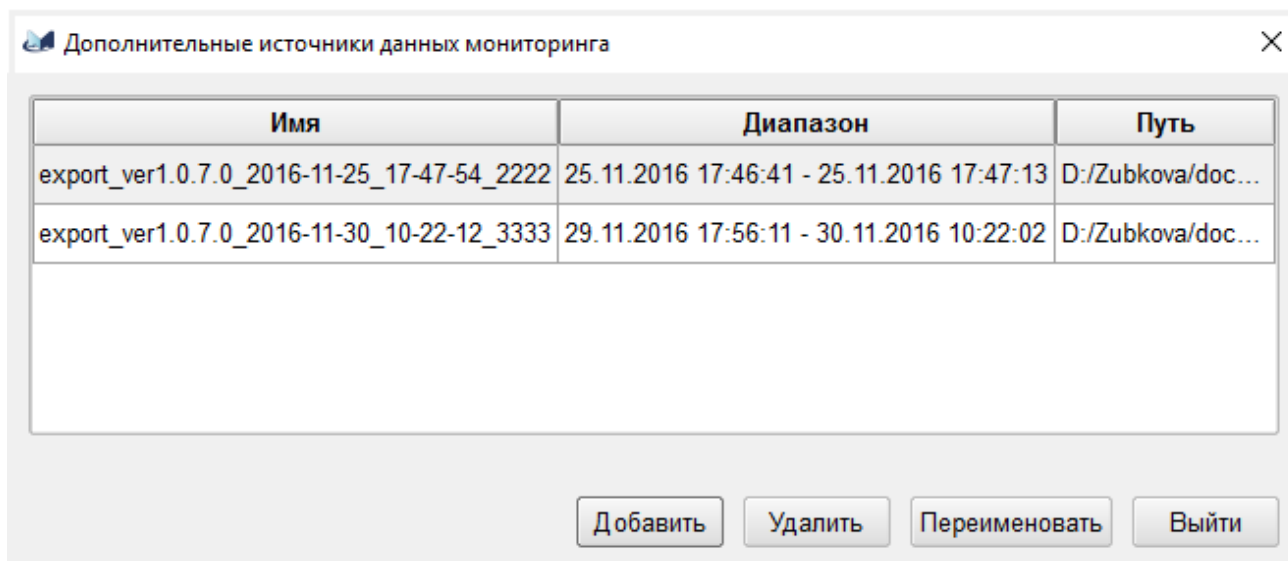 Дополнительные источники данных мониторинга
Имя Диапазон Путь
export_ver1.0.7.0_2016-11-25_17-47-54_2222 25.11.2016 17:46:41 - 25.11.2016 17:47:13 D:/Zubkova/doc...
export_ver1.0.7.0_2016-11-30_10-22-12_3333 29.11.2016 17:56:11 - 30.11.2016 10:22:02 D:/Zubkova/doc...
Добавить Удалить Переименовать Выйти